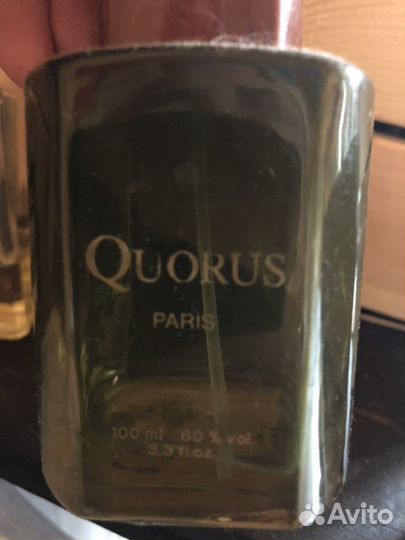 QUORUS
PARIS
100 ml 80 % vol.
3.3 fl.oz
Avito